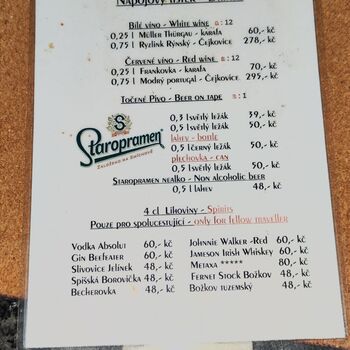 Nápojový lístek
Bílé víno - White wine a : 12
0,25 l Müller Thurgau - karafa 60,- kč
0,75 l Ryzlink Rýnský - Čejkovice 278,- kč
Červené víno - Red wine a : 12
0,25 l Frankovka - karafa 70,- kč
0,75 l Modrý portugal - Čejkovice 295,- kč
Točené Pivo - Beer on tape a : 1
0,3 l světlý ležák 39,- kč
0,5 l světlý ležák 50,- kč
lahev - bottle
0,5 l černý ležák 50,- kč
plechovka - can
0,5 l světlý ležák 50,- kč
S
Staropramen
Založeno na Smíchově
Staropramen nealko - Non alcoholic beer
0,5 l lahev 48,- kč
4 cl Lihoviny - Spirits
Pouze pro spolucestující - only for fellow traveller
Vodka Absolut 60,- kč
Gin Beefeater 60,- kč
Slivovice Jelínek 48,- kč
Spišská Borovička 48,- kč
Becherovka 48,- kč
Johnnie Walker -Red 60,- kč
Jameson Irish Whiskey 60,- kč
Metaxa ***** 80,- kč
Fernet Stock Božkov 48,- kč
Božkov tuzemský 48,- kč